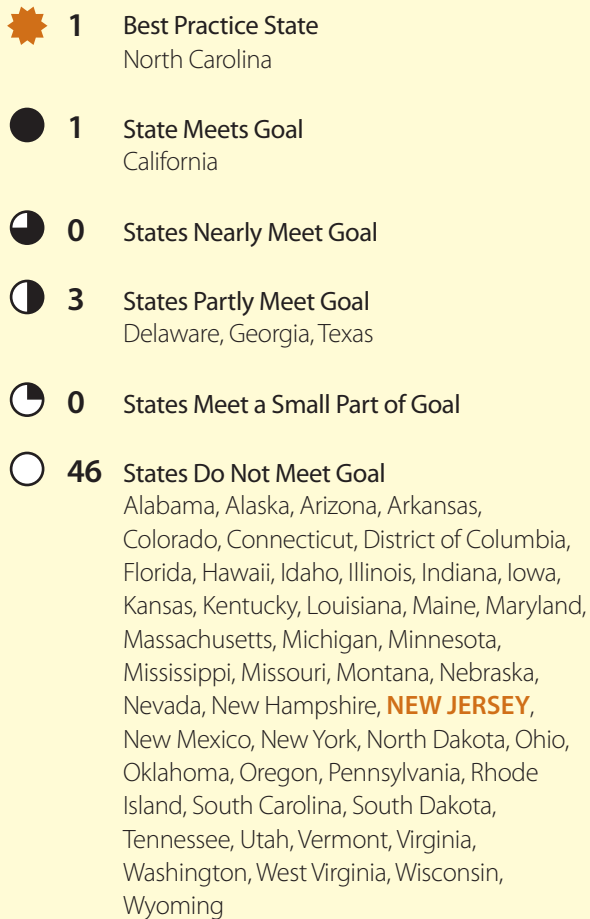 1 Best Practice State
North Carolina
1 State Meets Goal
California
0 States Nearly Meet Goal
3 States Partly Meet Goal
Delaware, Georgia, Texas
0 States Meet a Small Part of Goal
46 States Do Not Meet Goal
Alabama, Alaska, Arizona, Arkansas,
Colorado, Connecticut, District of Columbia,
Florida, Hawaii, Idaho, Illinois, Indiana, Iowa,
Kansas, Kentucky, Louisiana, Maine, Maryland,
Massachusetts, Michigan, Minnesota,
Mississippi, Missouri, Montana, Nebraska,
Nevada, New Hampshire, NEW JERSEY,
New Mexico, New York, North Dakota, Ohio,
Oklahoma, Oregon, Pennsylvania, Rhode
Island, South Carolina, South Dakota,
Tennessee, Utah, Vermont, Virginia,
Washington, West Virginia, Wisconsin,
Wyoming